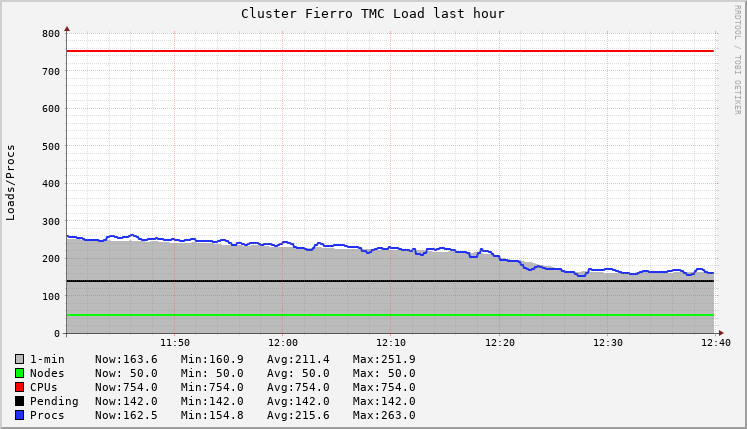 Cluster Fierro TMC Load last hour
RRDTOOL / TOBI OETIKER
Loads/Procs
800
700
600
500
400
300
200
100
0
11:50 12:00 12:10 12:20 12:30 12:40
1-min Now:163.6 Min:160.9 Avg:211.4 Max:251.9
Nodes Now: 50.0 Min: 50.0 Avg: 50.0 Max: 50.0
CPUs Now:754.0 Min:754.0 Avg:754.0 Max:754.0
Pending Now:142.0 Min:142.0 Avg:142.0 Max:142.0
Procs Now:162.5 Min:154.8 Avg:215.6 Max:263.0